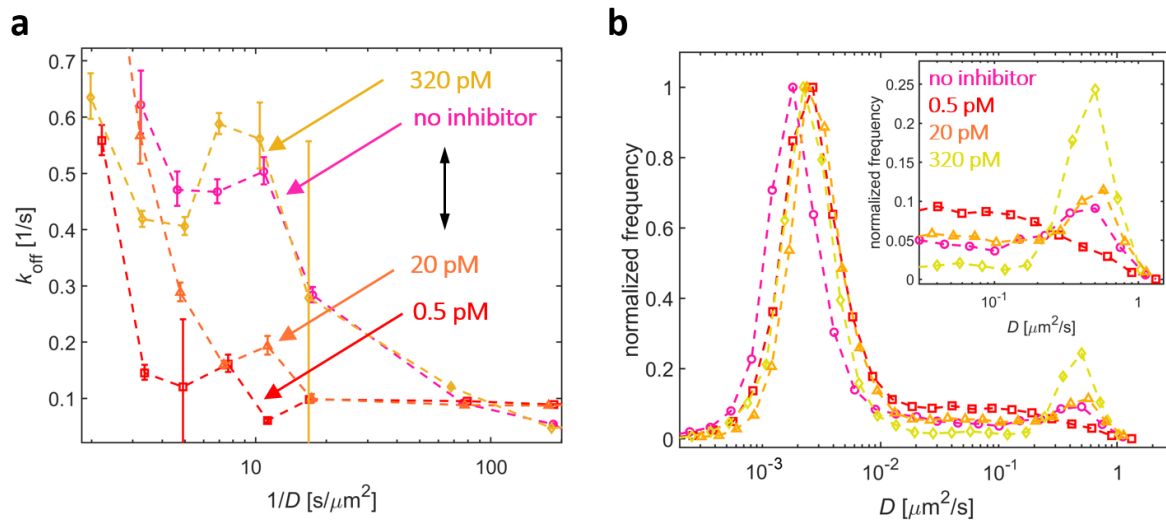 a
0.7
0.6
0.5
0.4
0.3
0.2
0.1
k_off [1/s]
10
100
1/D [s/μm²]
320 pM
no inhibitor
20 pM
0.5 pM
b
1
0.8
0.6
0.4
0.2
0
normalized frequency
10⁻³
10⁻²
10⁻¹
1
D [μm²/s]
0.25
0.20
0.15
0.10
0.05
0
normalized frequency
10⁻¹
1
D [μm²/s]
no inhibitor
0.5 pM
20 pM
320 pM